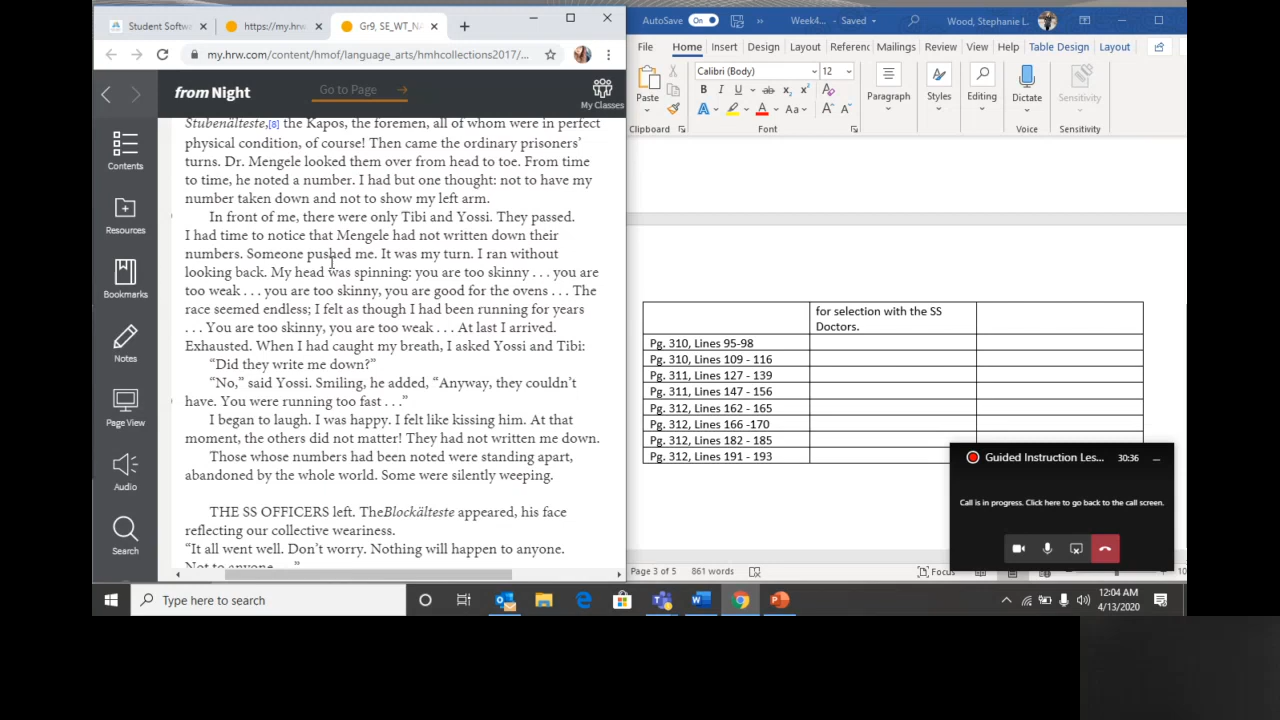 Student Softw
https://my.hrw
Gr9, SE_WT_NA
my.hrw.com/content/hmof/language_arts/hmhcollections2017/...
from Night
Go to Page
My Classes
Contents
Resources
Bookmarks
Notes
Page View
Audio
Search
Stubenälteste,[8] the Kapos, the foremen, all of whom were in perfect
physical condition, of course! Then came the ordinary prisoners’
turns. Dr. Mengele looked them over from head to toe. From time
to time, he noted a number. I had but one thought: not to have my
number taken down and not to show my left arm.
In front of me, there were only Tibi and Yossi. They passed.
I had time to notice that Mengele had not written down their
numbers. Someone pushed me. It was my turn. I ran without
looking back. My head was spinning: you are too skinny . . . you are
too weak . . . you are too skinny, you are good for the ovens . . . The
race seemed endless; I felt as though I had been running for years
. . . You are too skinny, you are too weak . . . At last I arrived.
Exhausted. When I had caught my breath, I asked Yossi and Tibi:
“Did they write me down?”
“No,” said Yossi. Smiling, he added, “Anyway, they couldn’t
have. You were running too fast . . .”
I began to laugh. I was happy. I felt like kissing him. At that
moment, the others did not matter! They had not written me down.
Those whose numbers had been noted were standing apart,
abandoned by the whole world. Some were silently weeping.
THE SS OFFICERS left. TheBlockälteste appeared, his face
reflecting our collective weariness.
“It all went well. Don’t worry. Nothing will happen to anyone.
Not to anyone . . .”
AutoSave On
Week4... - Saved
Wood, Stephanie L.
File Home Insert Design Layout Referenc Mailings Review View Help Table Design Layout
Paste
Clipboard
Calibri (Body) 12
B I U ab x₂ x²
A A Aa A A
Font
Paragraph
Styles
Editing
Dictate
Voice
Sensitivity
Sensitivity
for selection with the SS
Doctors.
Pg. 310, Lines 95-98
Pg. 310, Lines 109 - 116
Pg. 311, Lines 127 - 139
Pg. 311, Lines 147 - 156
Pg. 312, Lines 162 - 165
Pg. 312, Lines 166 -170
Pg. 312, Lines 182 - 185
Pg. 312, Lines 191 - 193
Guided Instruction Les... 30:36
Call is in progress. Click here to go back to the call screen.
Page 3 of 5 861 words
Focus
Type here to search
12:04 AM
4/13/2020